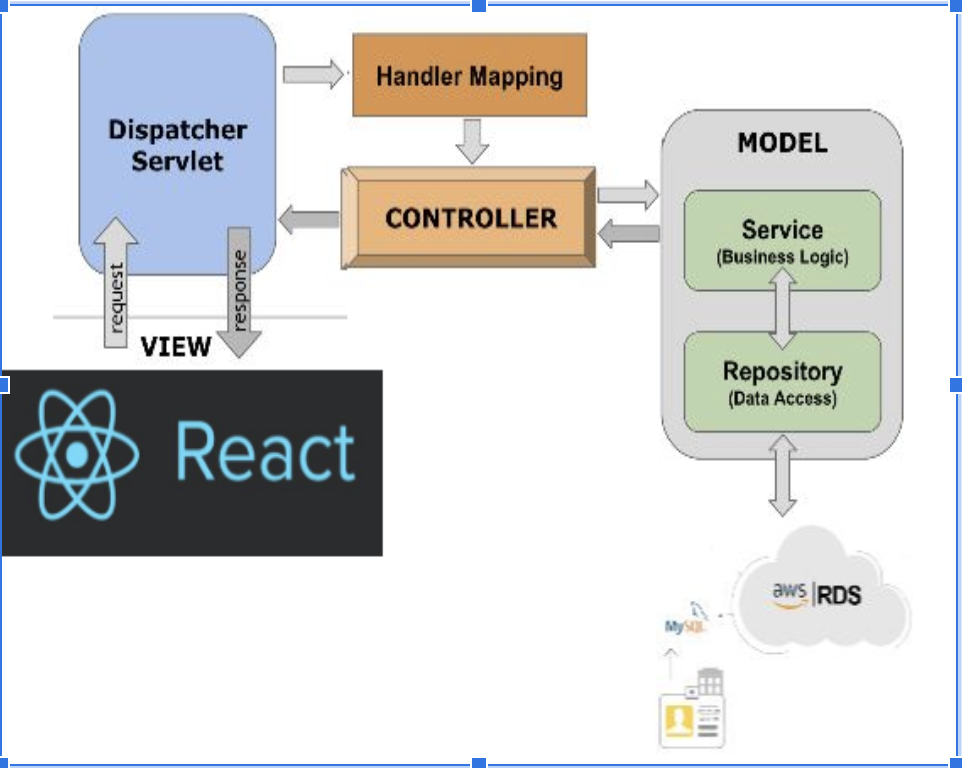 Dispatcher
Servlet
Handler Mapping
CONTROLLER
MODEL
Service
(Business Logic)
Repository
(Data Access)
request
response
VIEW
React
aws
RDS
MySQL